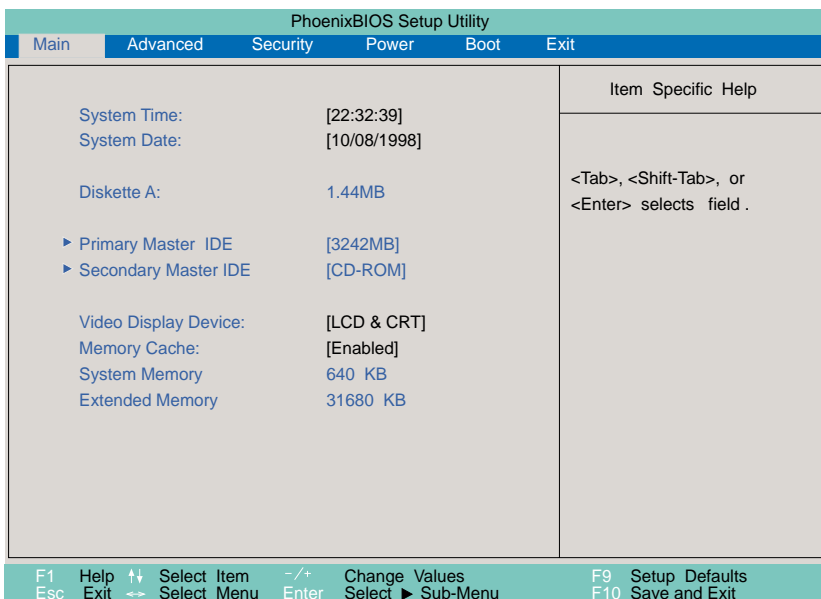 PhoenixBIOS Setup Utility
Main Advanced Security Power Boot Exit
Item Specific Help
System Time: [22:32:39]
System Date: [10/08/1998]
<Tab>, <Shift-Tab>, or
<Enter> selects field .
Diskette A: 1.44MB
Primary Master IDE [3242MB]
Secondary Master IDE [CD-ROM]
Video Display Device: [LCD & CRT]
Memory Cache: [Enabled]
System Memory 640 KB
Extended Memory 31680 KB
F1 Help ↑↓ Select Item -/+ Change Values F9 Setup Defaults
Esc Exit ↔ Select Menu Enter Select ▶ Sub-Menu F10 Save and Exit